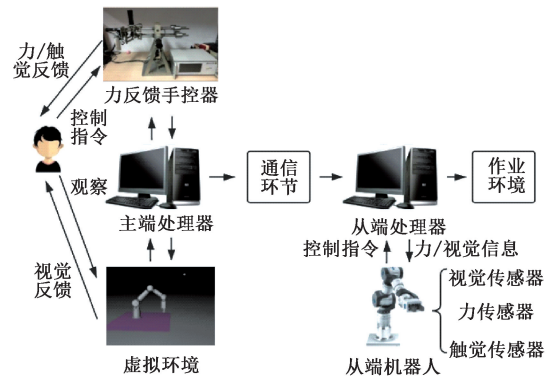 力/触
觉反馈
力反馈手控器
控制
指令
观察
主端处理器
通信
环节
从端处理器
作业
环境
控制指令
力/视觉信息
视觉
反馈
虚拟环境
从端机器人
视觉传感器
力传感器
触觉传感器